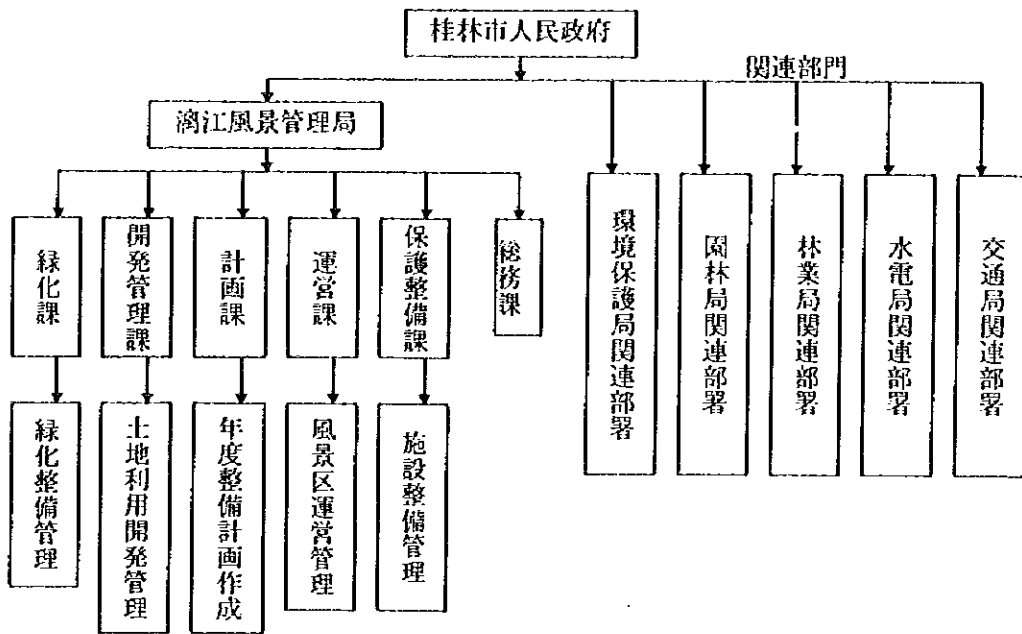 桂林市人民政府
関連部門
漓江風景管理局
緑化課
開発管理課
計画課
運営課
保護整備課
総務課
環境保護局関連部署
園林局関連部署
林業局関連部署
水電局関連部署
交通局関連部署
緑化整備管理
土地利用開発管理
年度整備計画作成
風景区運営管理
施設整備管理